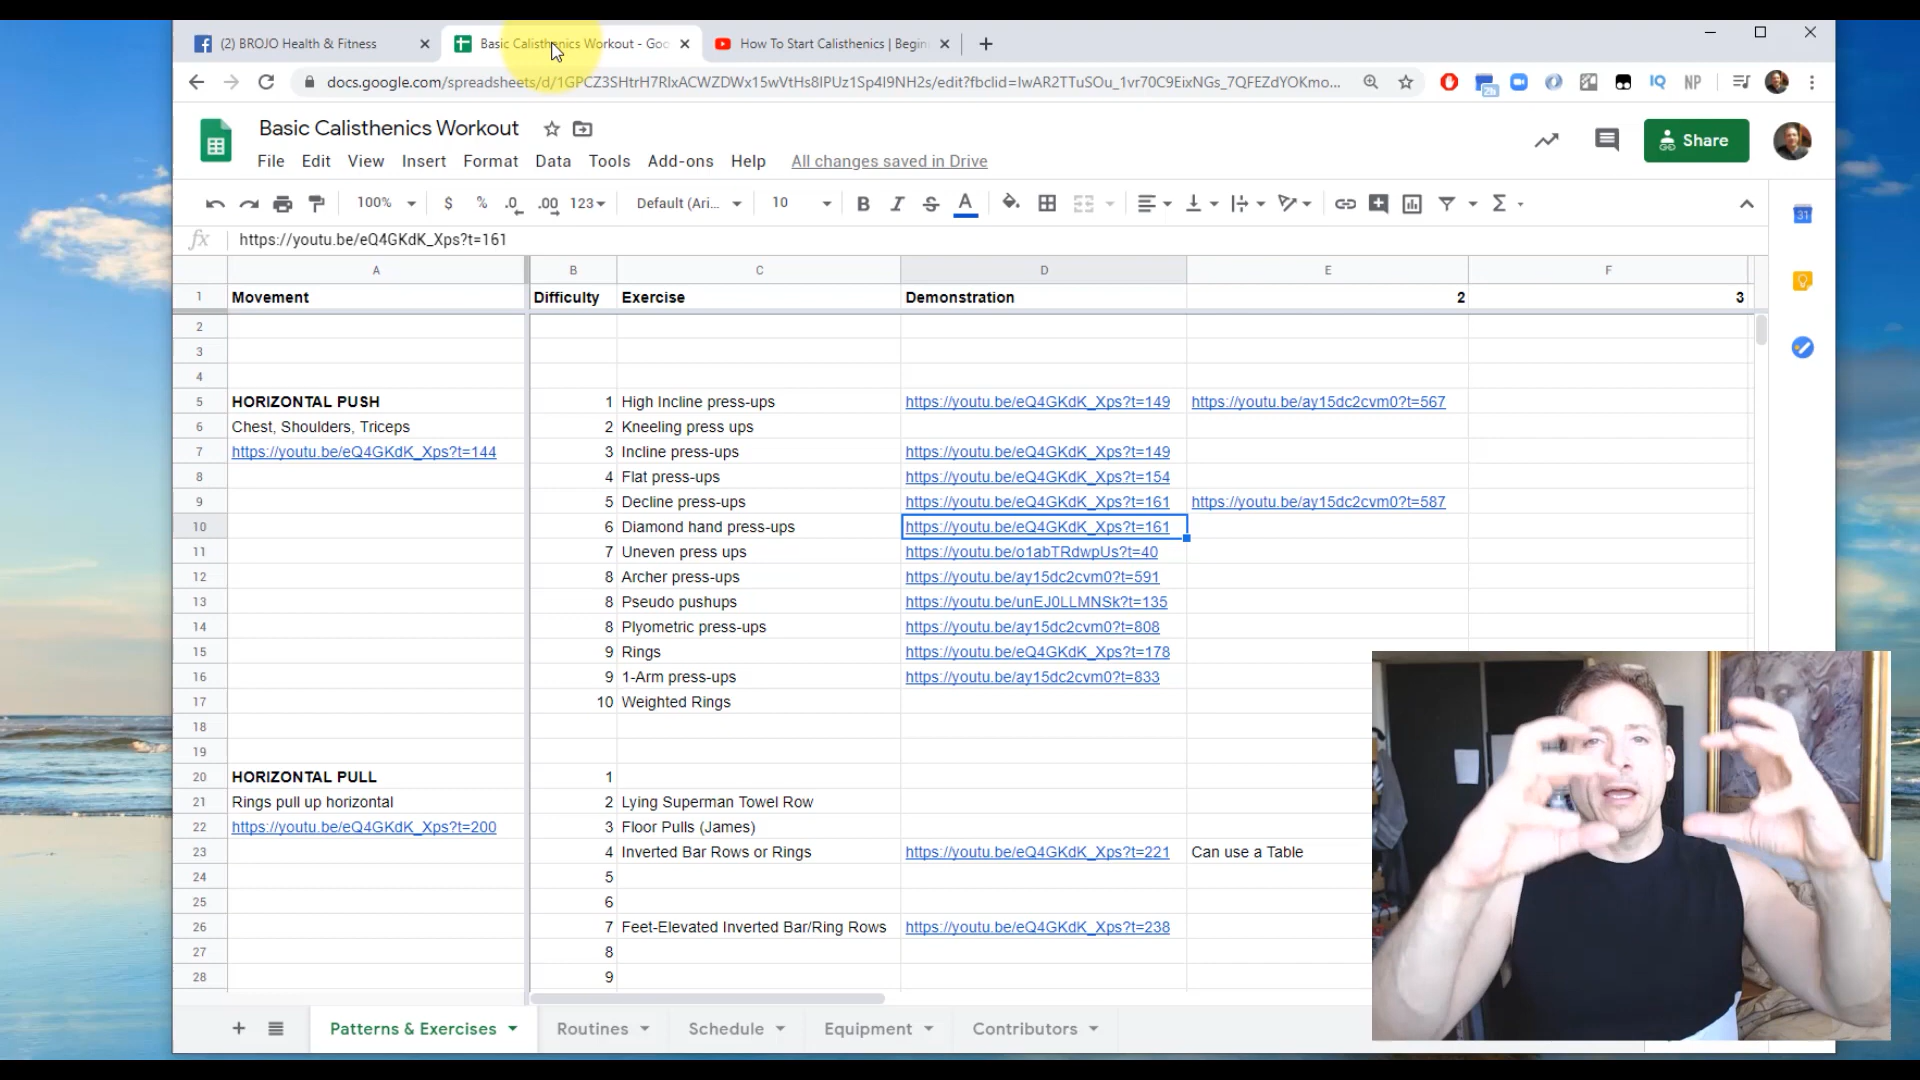 (2) BROJO Health & Fitness
Basic Calisthenics Workout - Goo
How To Start Calisthenics | Begin
docs.google.com/spreadsheets/d/1GPCZ3SHtrH7RIxACWZDWx15wVtHs8IPUz1Sp4I9NH2s/edit?fbclid=IwAR2TTuSOu_1vr70C9EixNGs_7QFEZdYOKmo...
2h
IQ
NP
Basic Calisthenics Workout
Share
File Edit View Insert Format Data Tools Add-ons Help All changes saved in Drive
100% $ % .0 .00 123 Default (Ari... 10 B I S A Σ
31
fx https://youtu.be/eQ4GKdK_Xps?t=161
A B C D E F
1 Movement Difficulty Exercise Demonstration 2 3
2
3
4
5 HORIZONTAL PUSH 1 High Incline press-ups https://youtu.be/eQ4GKdK_Xps?t=149 https://youtu.be/ay15dc2cvm0?t=567
6 Chest, Shoulders, Triceps 2 Kneeling press ups
7 https://youtu.be/eQ4GKdK_Xps?t=144 3 Incline press-ups https://youtu.be/eQ4GKdK_Xps?t=149
8 4 Flat press-ups https://youtu.be/eQ4GKdK_Xps?t=154
9 5 Decline press-ups https://youtu.be/eQ4GKdK_Xps?t=161 https://youtu.be/ay15dc2cvm0?t=587
10 6 Diamond hand press-ups https://youtu.be/eQ4GKdK_Xps?t=161
11 7 Uneven press ups https://youtu.be/o1abTRdwpUs?t=40
12 8 Archer press-ups https://youtu.be/ay15dc2cvm0?t=591
13 8 Pseudo pushups https://youtu.be/unEJ0LLMNSk?t=135
14 8 Plyometric press-ups https://youtu.be/ay15dc2cvm0?t=808
15 9 Rings https://youtu.be/eQ4GKdK_Xps?t=178
16 9 1-Arm press-ups https://youtu.be/ay15dc2cvm0?t=833
17 10 Weighted Rings
18
19
20 HORIZONTAL PULL 1
21 Rings pull up horizontal 2 Lying Superman Towel Row
22 https://youtu.be/eQ4GKdK_Xps?t=200 3 Floor Pulls (James)
23 4 Inverted Bar Rows or Rings https://youtu.be/eQ4GKdK_Xps?t=221 Can use a Table
24 5
25 6
26 7 Feet-Elevated Inverted Bar/Ring Rows https://youtu.be/eQ4GKdK_Xps?t=238
27 8
28 9
Patterns & Exercises Routines Schedule Equipment Contributors